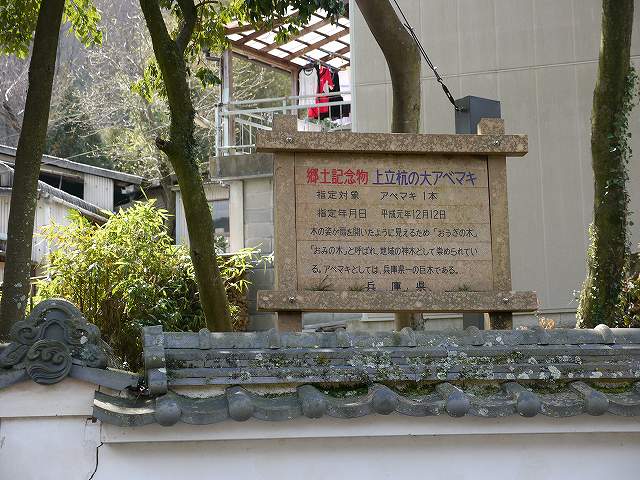 郷土記念物 上立杭の大アベマキ
指定対象 アベマキ 1本
指定年月日 平成元年12月12日
木の姿が扇を開いたように見えるため「おうぎの木」
「おみの木」と呼ばれ、地域の神木として崇められてい
る。アベマキとしては、兵庫県一の巨木である。
兵庫県